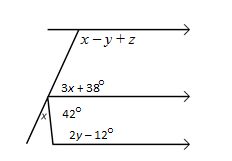 x − y + z
3x + 38°
x
42°
2y − 12°